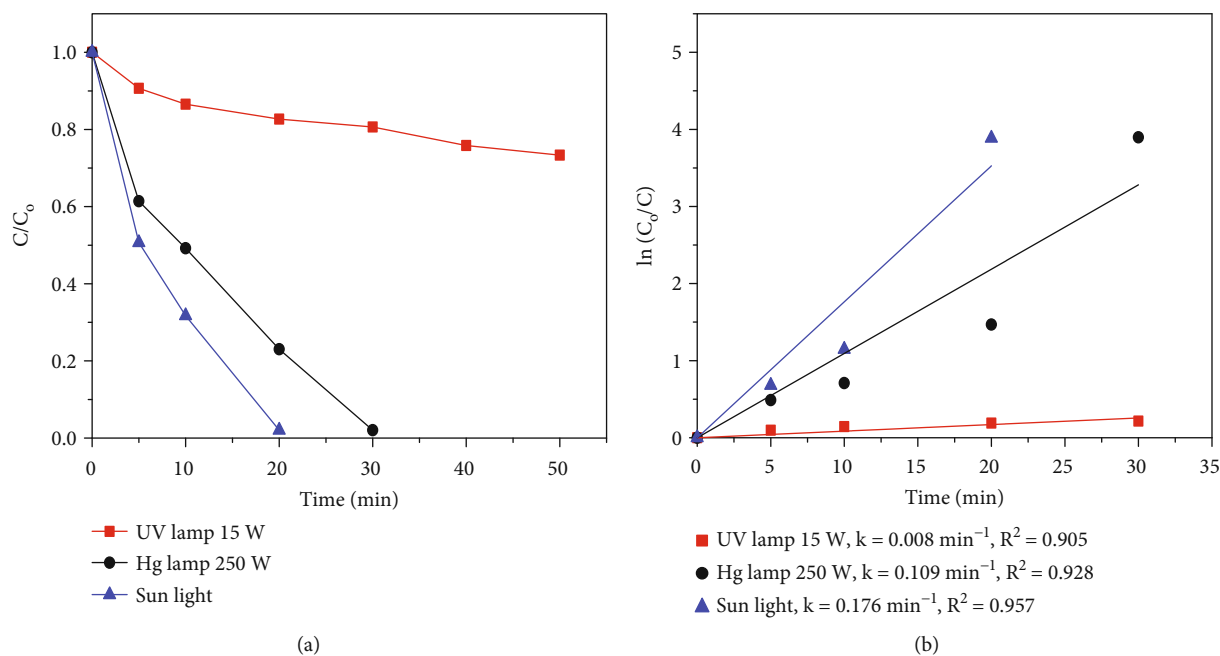 C/C₀
1.0
0.8
0.6
0.4
0.2
0.0
0 10 20 30 40 50
Time (min)
UV lamp 15 W
Hg lamp 250 W
Sun light
(a)
ln (C₀/C)
5
4
3
2
1
0
0 5 10 15 20 25 30 35
Time (min)
UV lamp 15 W, k = 0.008 min⁻¹, R² = 0.905
Hg lamp 250 W, k = 0.109 min⁻¹, R² = 0.928
Sun light, k = 0.176 min⁻¹, R² = 0.957
(b)